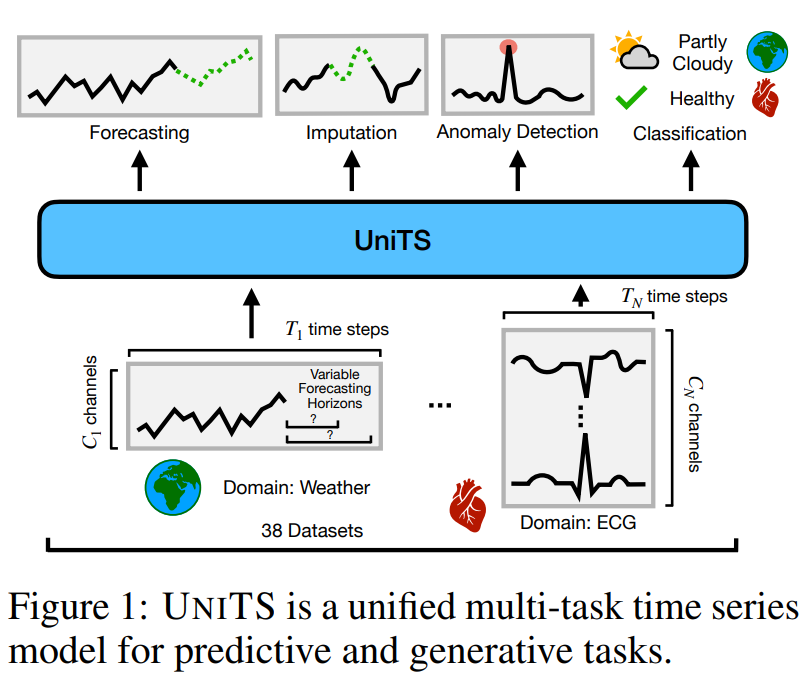 Partly
Cloudy
Healthy
Forecasting
Imputation
Anomaly Detection
Classification
UniTS
T_N time steps
T_1 time steps
C_1 channels
Variable
Forecasting
Horizons
?
?
...
C_N channels
Domain: Weather
Domain: ECG
38 Datasets
Figure 1: UNITS is a unified multi-task time series
model for predictive and generative tasks.